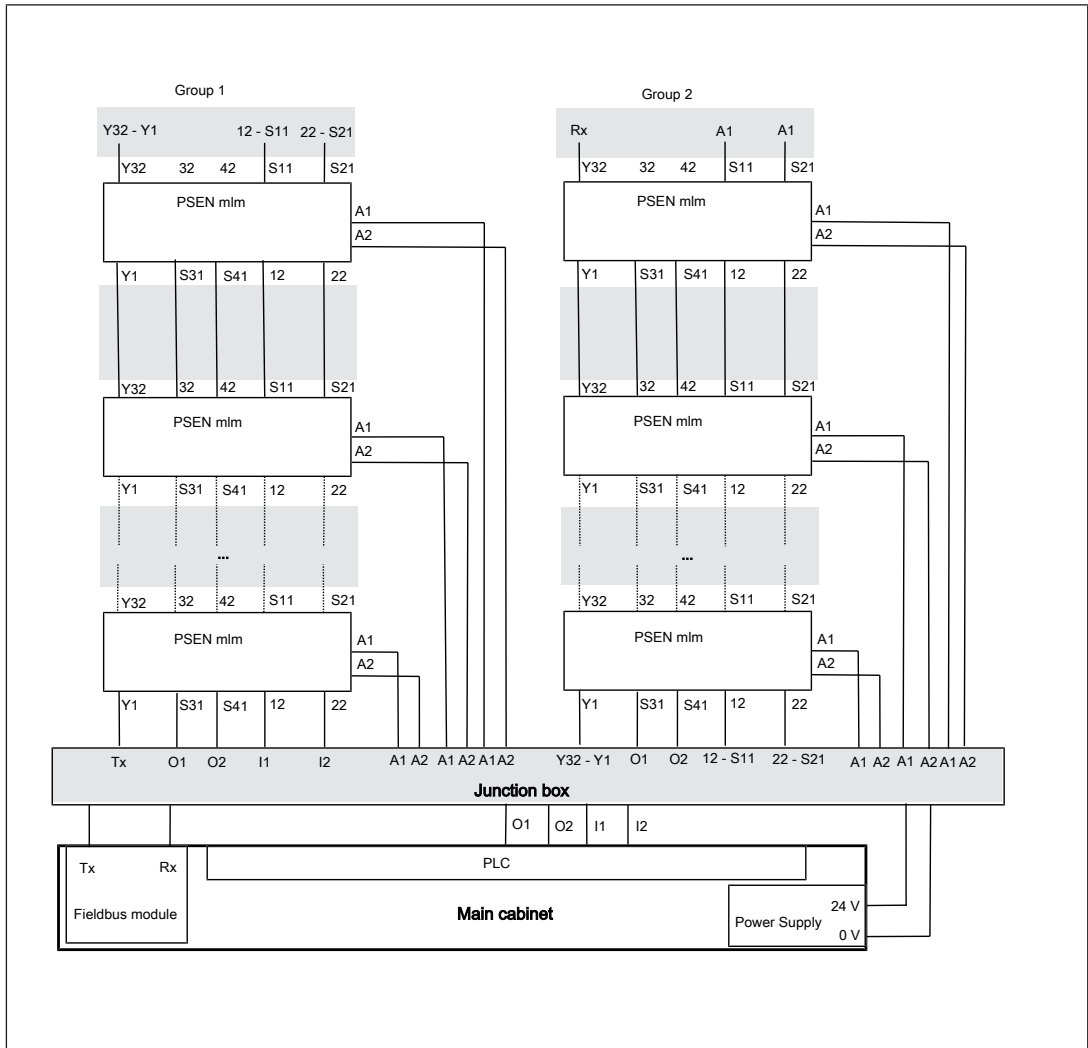 Group 1
Group 2
Y32 - Y1 12 - S11 22 - S21
Rx A1 A1
Y32 32 42 S11 S21
Y32 32 42 S11 S21
PSEN mlm
PSEN mlm
A1
A2
A1
A2
Y1 S31 S41 12 22
Y1 S31 S41 12 22
Y32 32 42 S11 S21
Y32 32 42 S11 S21
PSEN mlm
PSEN mlm
A1
A2
A1
A2
Y1 S31 S41 12 22
Y1 S31 S41 12 22
...
...
Y32 32 42 S11 S21
Y32 32 42 S11 S21
PSEN mlm
PSEN mlm
A1
A2
A1
A2
Y1 S31 S41 12 22
Y1 S31 S41 12 22
Tx O1 O2 I1 I2 A1 A2 A1 A2 A1 A2 Y32 - Y1 O1 O2 12 - S11 22 - S21 A1 A2 A1 A2 A1 A2
Junction box
O1 O2 I1 I2
Tx Rx
PLC
Fieldbus module
Main cabinet
Power Supply
24 V
0 V